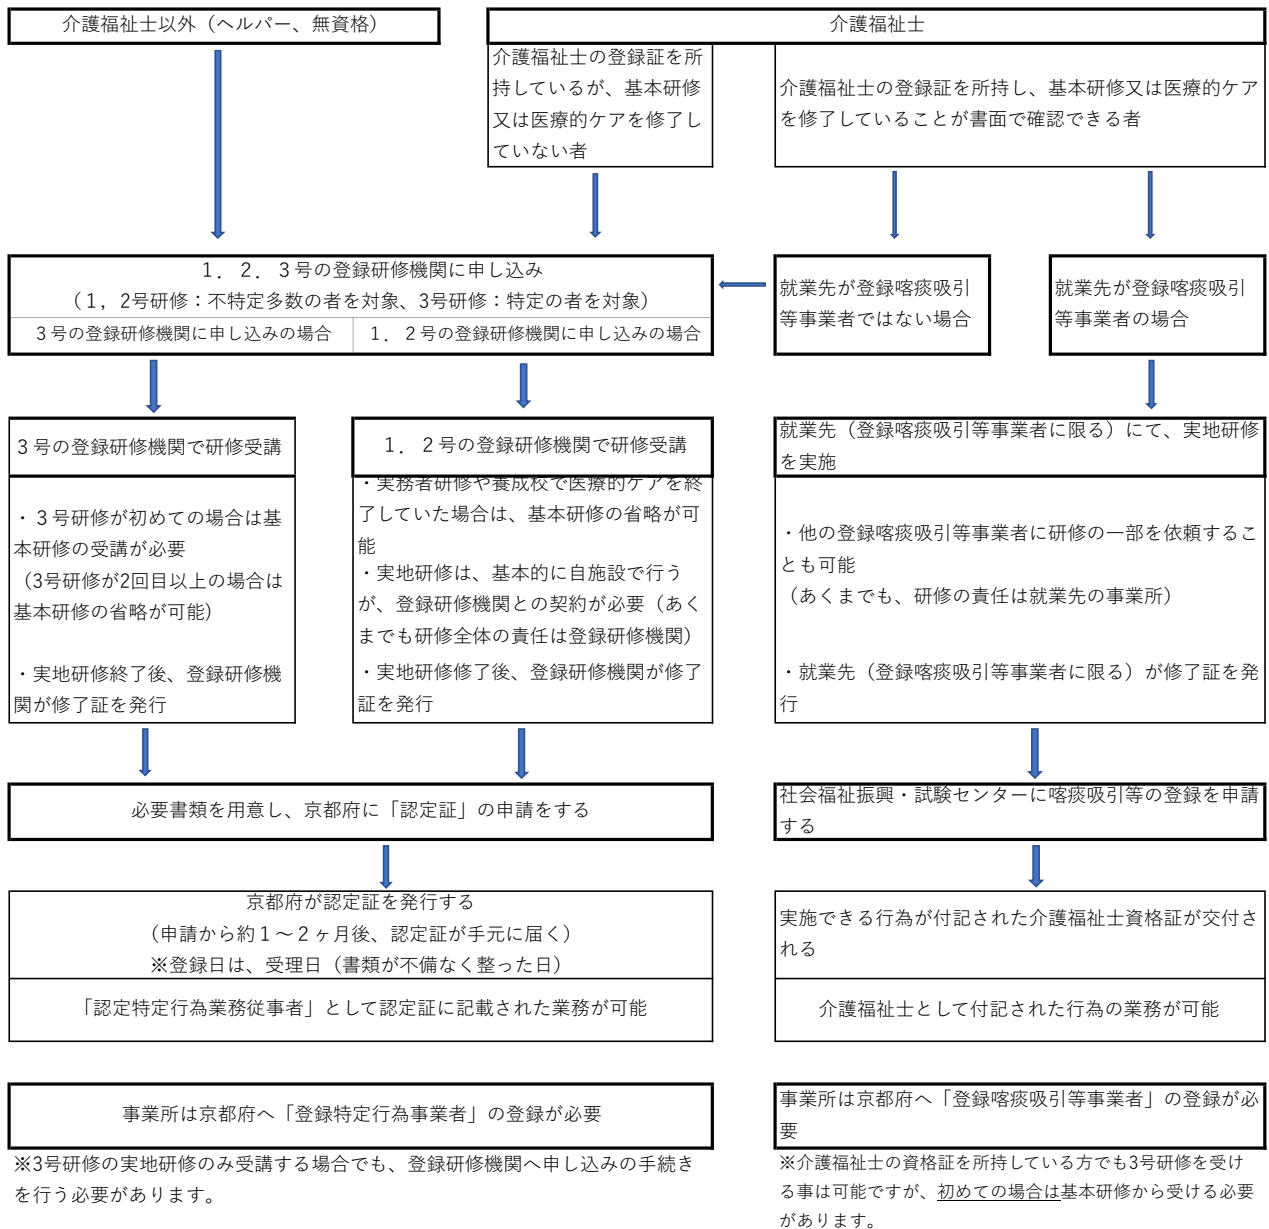 介護福祉士以外（ヘルパー、無資格）
介護福祉士
介護福祉士の登録証を所
持しているが、基本研修
又は医療的ケアを修了し
ていない者
介護福祉士の登録証を所持し、基本研修又は医療的ケア
を修了していることが書面で確認できる者
１．２．３号の登録研修機関に申し込み
（１，２号研修：不特定多数の者を対象、3号研修：特定の者を対象）
３号の登録研修機関に申し込みの場合
１．２号の登録研修機関に申し込みの場合
就業先が登録喀痰吸引
等事業者ではない場合
就業先が登録喀痰吸引
等事業者の場合
３号の登録研修機関で研修受講
・３号研修が初めての場合は基
本研修の受講が必要
（3号研修が2回目以上の場合は
基本研修の省略が可能）
・実地研修終了後、登録研修機
関が修了証を発行
１．２号の登録研修機関で研修受講
・実務者研修や養成校で医療的ケアを終
了していた場合は、基本研修の省略が可
能
・実地研修は、基本的に自施設で行う
が、登録研修機関との契約が必要（あく
までも研修全体の責任は登録研修機関）
・実地研修修了後、登録研修機関が修了
証を発行
就業先（登録喀痰吸引等事業者に限る）にて、実地研修
を実施
・他の登録喀痰吸引等事業者に研修の一部を依頼するこ
とも可能
（あくまでも、研修の責任は就業先の事業所）
・就業先（登録喀痰吸引等事業者に限る）が修了証を発
行
必要書類を用意し、京都府に「認定証」の申請をする
社会福祉振興・試験センターに喀痰吸引等の登録を申請
する
京都府が認定証を発行する
（申請から約１～２ヶ月後、認定証が手元に届く）
※登録日は、受理日（書類が不備なく整った日）
「認定特定行為業務従事者」として認定証に記載された業務が可能
実施できる行為が付記された介護福祉士資格証が交付さ
れる
介護福祉士として付記された行為の業務が可能
事業所は京都府へ「登録特定行為事業者」の登録が必要
※3号研修の実地研修のみ受講する場合でも、登録研修機関へ申し込みの手続き
を行う必要があります。
事業所は京都府へ「登録喀痰吸引等事業者」の登録が必
要
※介護福祉士の資格証を所持している方でも3号研修を受け
る事は可能ですが、初めての場合は基本研修から受ける必要
があります。